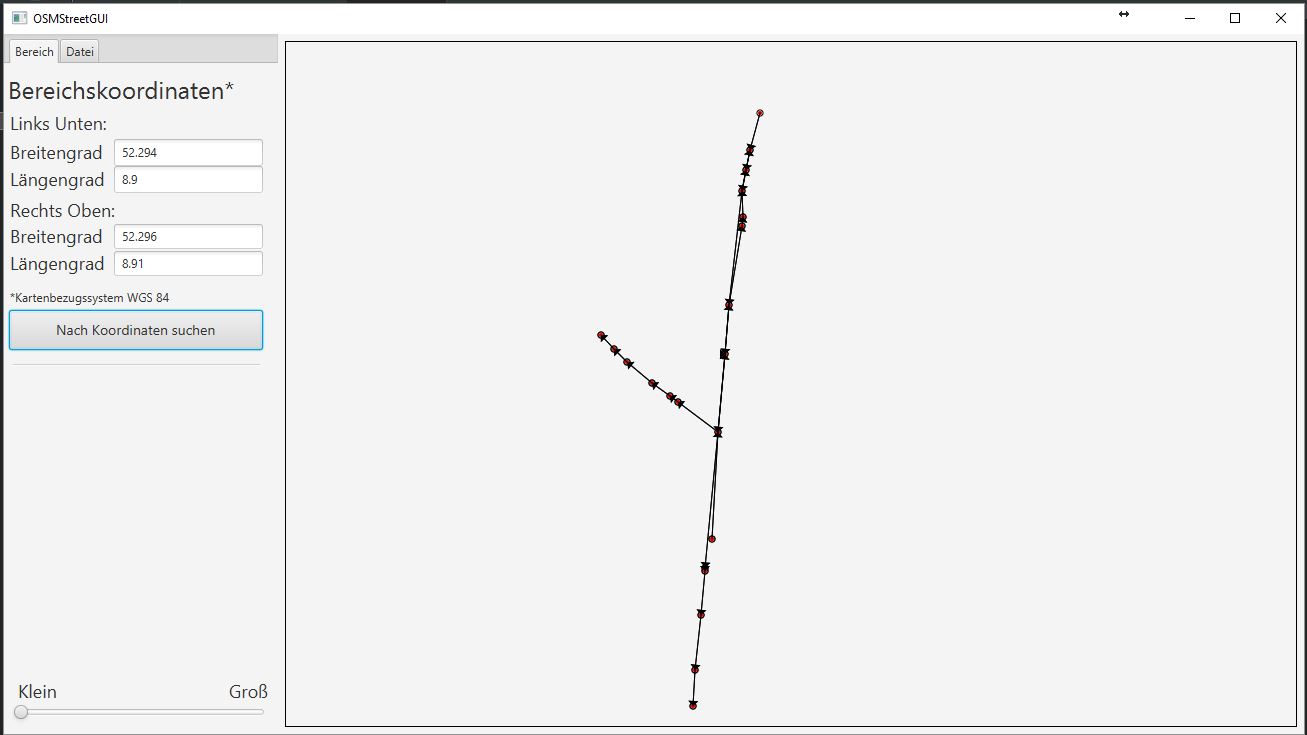 OSMStreetGUI
Bereich Datei
Bereichskoordinaten*
Links Unten:
Breitengrad 52.294
Längengrad 8.9
Rechts Oben:
Breitengrad 52.296
Längengrad 8.91
*Kartenbezugssystem WGS 84
Nach Koordinaten suchen
Klein Groß